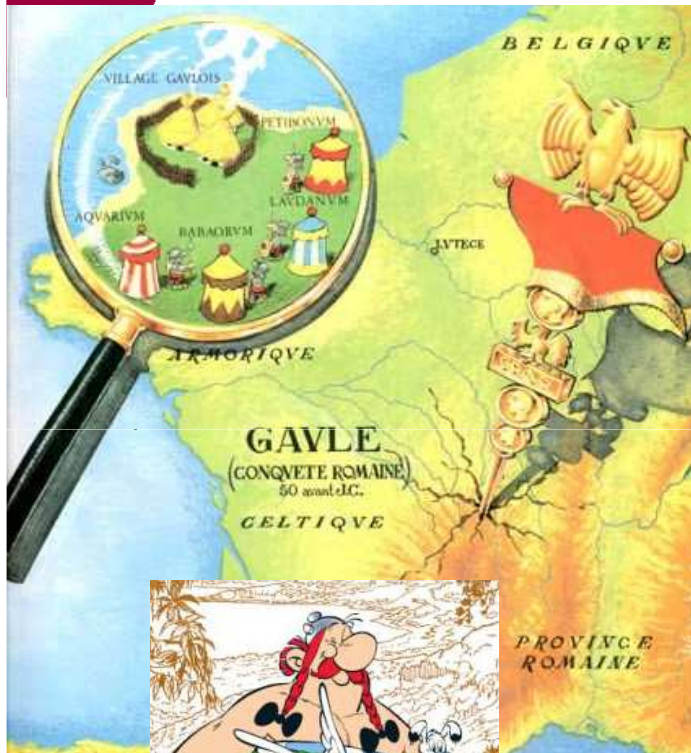 BELGIQVE
VILLAGE GAVLOIS
PETIBONVM
LAVDANVM
AQVARIVM
BABAORVM
LVTECE
ARMORIQVE
GAVLE
(CONQVETE ROMAINE)
50 avant J.C.
CELTIQVE
PROVINCE
ROMAINE